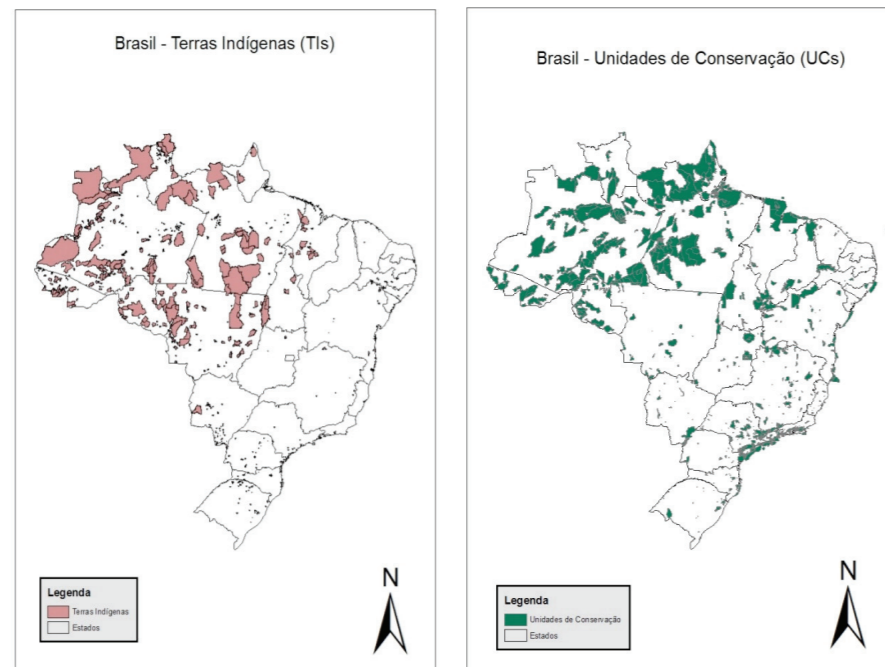 Brasil - Terras Indígenas (TIs)
N
Legenda
Terras Indígenas
Estados
Brasil - Unidades de Conservação (UCs)
N
Legenda
Unidades de Conservação
Estados